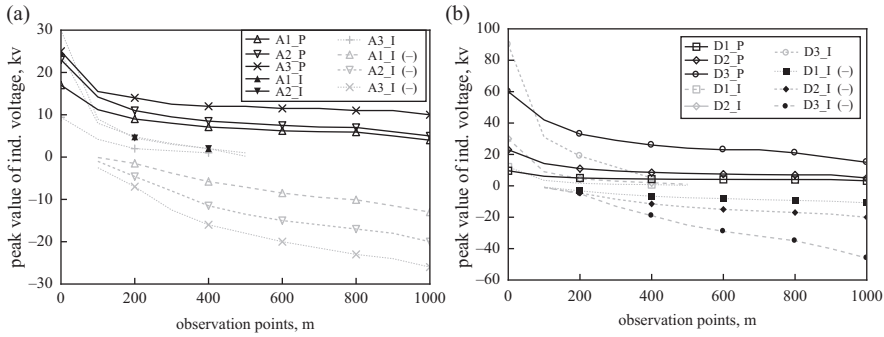 (a)
peak value of ind. voltage, kv
30
20
10
0
−10
−20
−30
0 200 400 600 800 1000
observation points, m
A1_P
A2_P
A3_P
A1_I
A2_I
A3_I
A1_I (−)
A2_I (−)
A3_I (−)
(b)
peak value of ind. voltage, kv
100
80
60
40
20
0
−20
−40
−60
0 200 400 600 800 1000
observation points, m
D1_P
D2_P
D3_P
D1_I
D2_I
D3_I
D1_I (−)
D2_I (−)
D3_I (−)